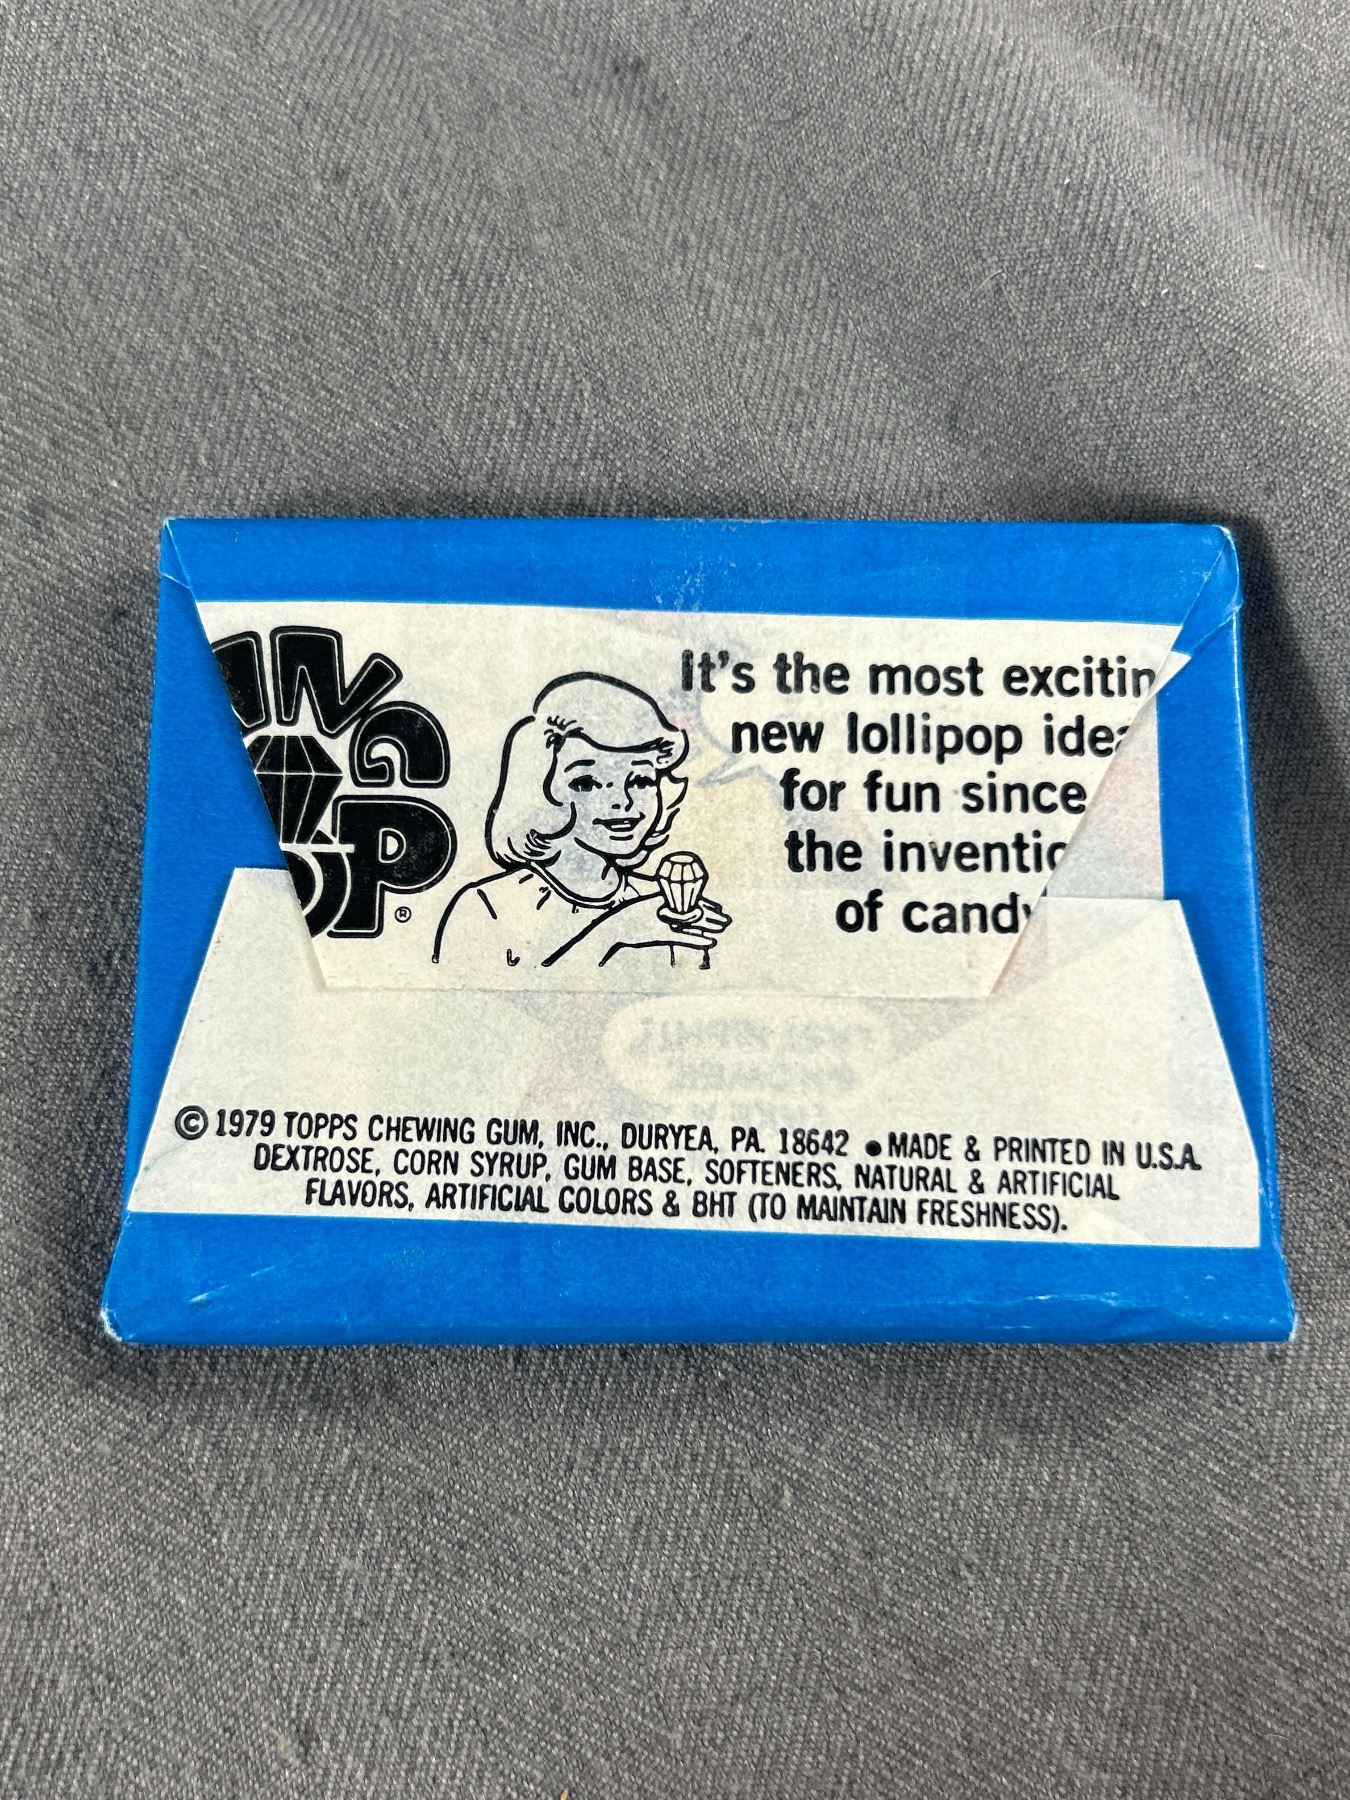 ING
POP®
It's the most excitin
new lollipop idea
for fun since
the inventio
of candy
© 1979 TOPPS CHEWING GUM, INC., DURYEA, PA. 18642 • MADE & PRINTED IN U.S.A.
DEXTROSE, CORN SYRUP, GUM BASE, SOFTENERS, NATURAL & ARTIFICIAL
FLAVORS, ARTIFICIAL COLORS & BHT (TO MAINTAIN FRESHNESS).